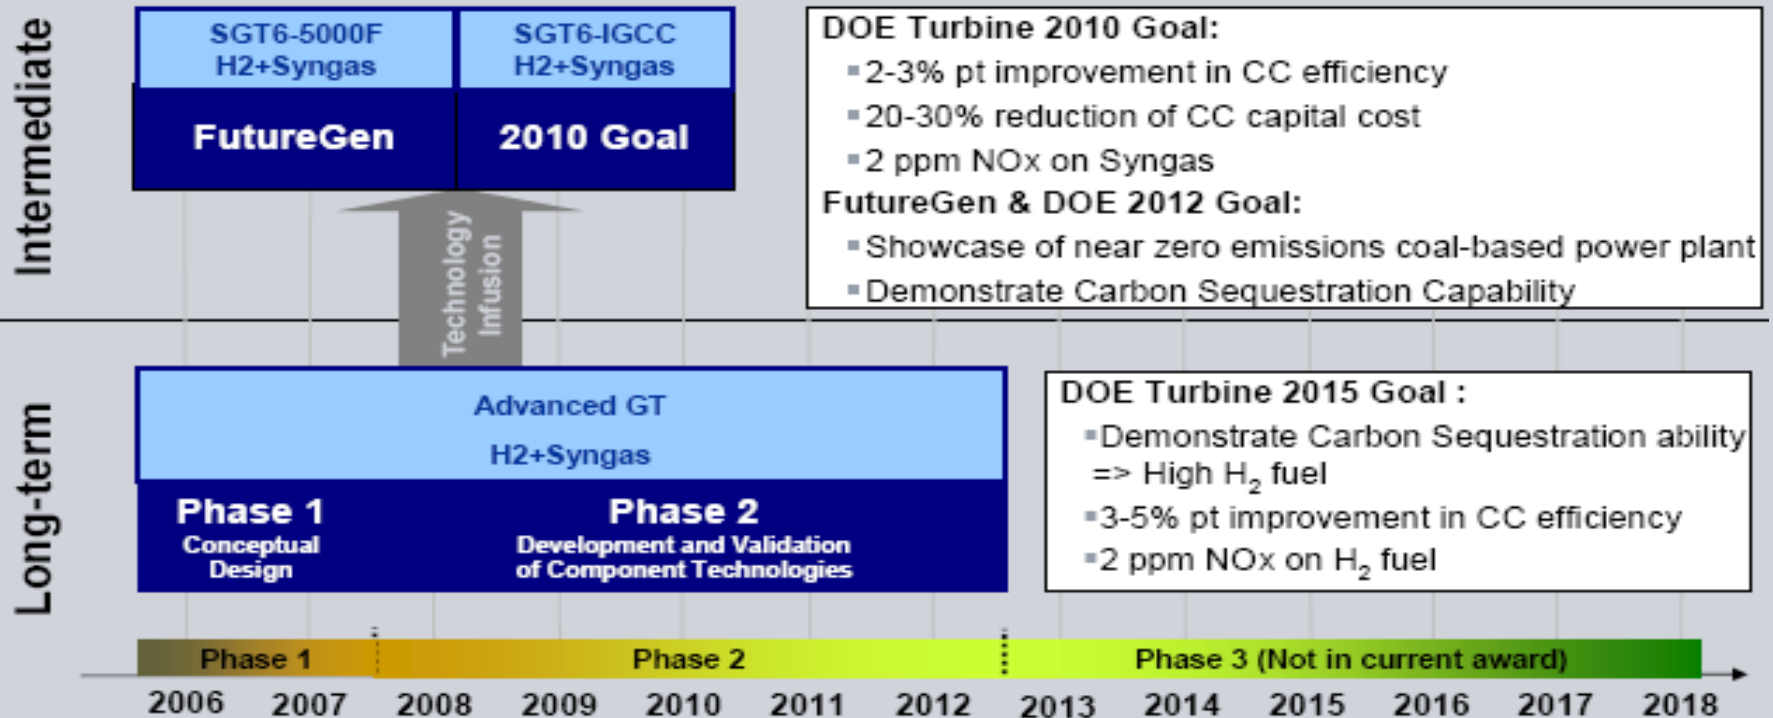 Intermediate
SGT6-5000F
H2+Syngas
SGT6-IGCC
H2+Syngas
FutureGen
2010 Goal
Technology
Infusion
DOE Turbine 2010 Goal:
▪2-3% pt improvement in CC efficiency
▪20-30% reduction of CC capital cost
▪2 ppm NOx on Syngas
FutureGen & DOE 2012 Goal:
▪Showcase of near zero emissions coal-based power plant
▪Demonstrate Carbon Sequestration Capability
Long-term
Advanced GT
H2+Syngas
Phase 1
Conceptual
Design
Phase 2
Development and Validation
of Component Technologies
DOE Turbine 2015 Goal :
▪Demonstrate Carbon Sequestration ability
=> High H₂ fuel
▪3-5% pt improvement in CC efficiency
▪2 ppm NOx on H₂ fuel
Phase 1
Phase 2
Phase 3 (Not in current award)
2006 2007 2008 2009 2010 2011 2012 2013 2014 2015 2016 2017 2018